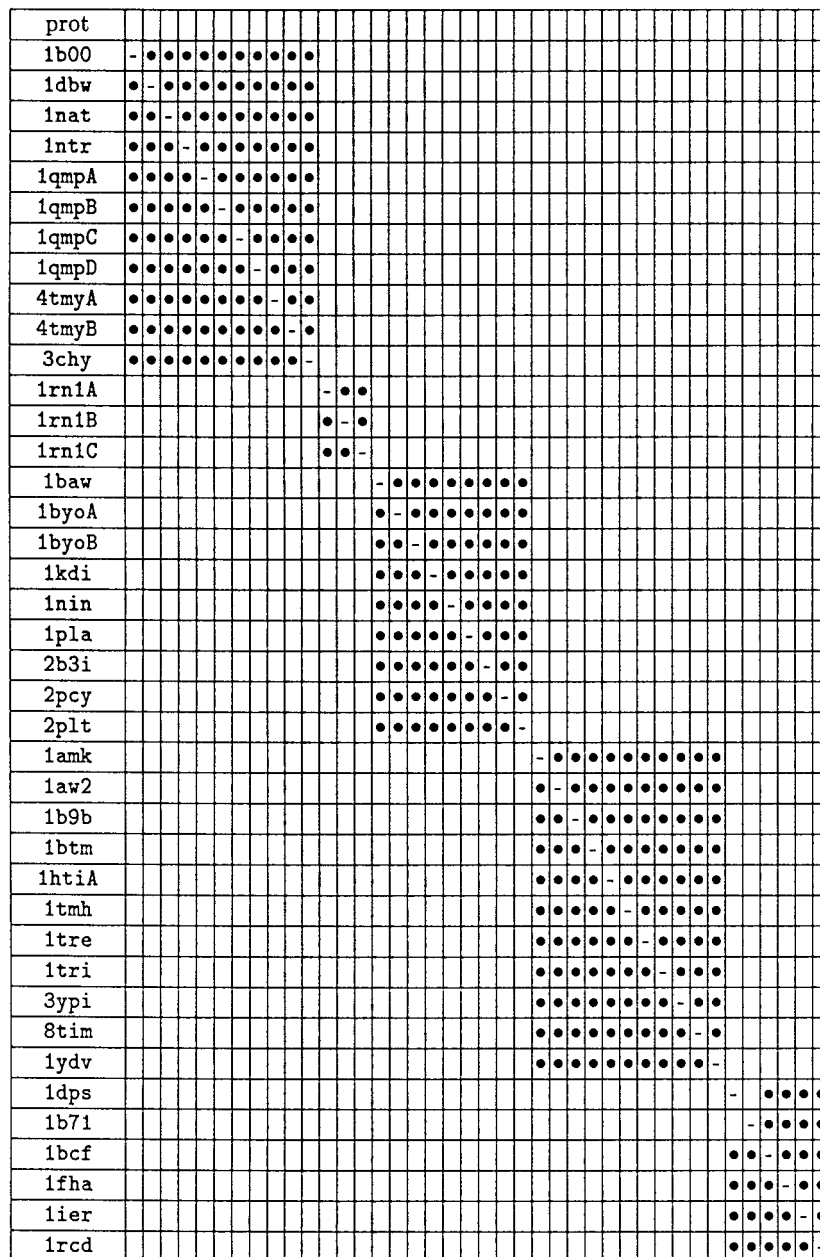 prot
1b00 - ● ● ● ● ● ● ● ● ● ●
1dbw ● - ● ● ● ● ● ● ● ● ●
1nat ● ● - ● ● ● ● ● ● ● ●
1ntr ● ● ● - ● ● ● ● ● ● ●
1qmpA ● ● ● ● - ● ● ● ● ● ●
1qmpB ● ● ● ● ● - ● ● ● ● ●
1qmpC ● ● ● ● ● ● - ● ● ● ●
1qmpD ● ● ● ● ● ● ● - ● ● ●
4tmyA ● ● ● ● ● ● ● ● - ● ●
4tmyB ● ● ● ● ● ● ● ● ● - ●
3chy ● ● ● ● ● ● ● ● ● ● -
1rn1A - ● ●
1rn1B ● - ●
1rn1C ● ● -
1baw - ● ● ● ● ● ● ● ●
1byoA ● - ● ● ● ● ● ● ●
1byoB ● ● - ● ● ● ● ● ●
1kdi ● ● ● - ● ● ● ● ●
1nin ● ● ● ● - ● ● ● ●
1pla ● ● ● ● ● - ● ● ●
2b3i ● ● ● ● ● ● - ● ●
2pcy ● ● ● ● ● ● ● - ●
2plt ● ● ● ● ● ● ● ● -
1amk - ● ● ● ● ● ● ● ● ● ●
1aw2 ● - ● ● ● ● ● ● ● ● ●
1b9b ● ● - ● ● ● ● ● ● ● ●
1btm ● ● ● - ● ● ● ● ● ● ●
1htiA ● ● ● ● - ● ● ● ● ● ●
1tmh ● ● ● ● ● - ● ● ● ● ●
1tre ● ● ● ● ● ● - ● ● ● ●
1tri ● ● ● ● ● ● ● - ● ● ●
3ypi ● ● ● ● ● ● ● ● - ● ●
8tim ● ● ● ● ● ● ● ● ● - ●
1ydv ● ● ● ● ● ● ● ● ● ● -
1dps - ● ● ● ●
1b71 - ● ● ● ●
1bcf ● ● - ● ● ●
1fha ● ● ● - ● ●
1ier ● ● ● ● - ●
1rcd ● ● ● ● ● -